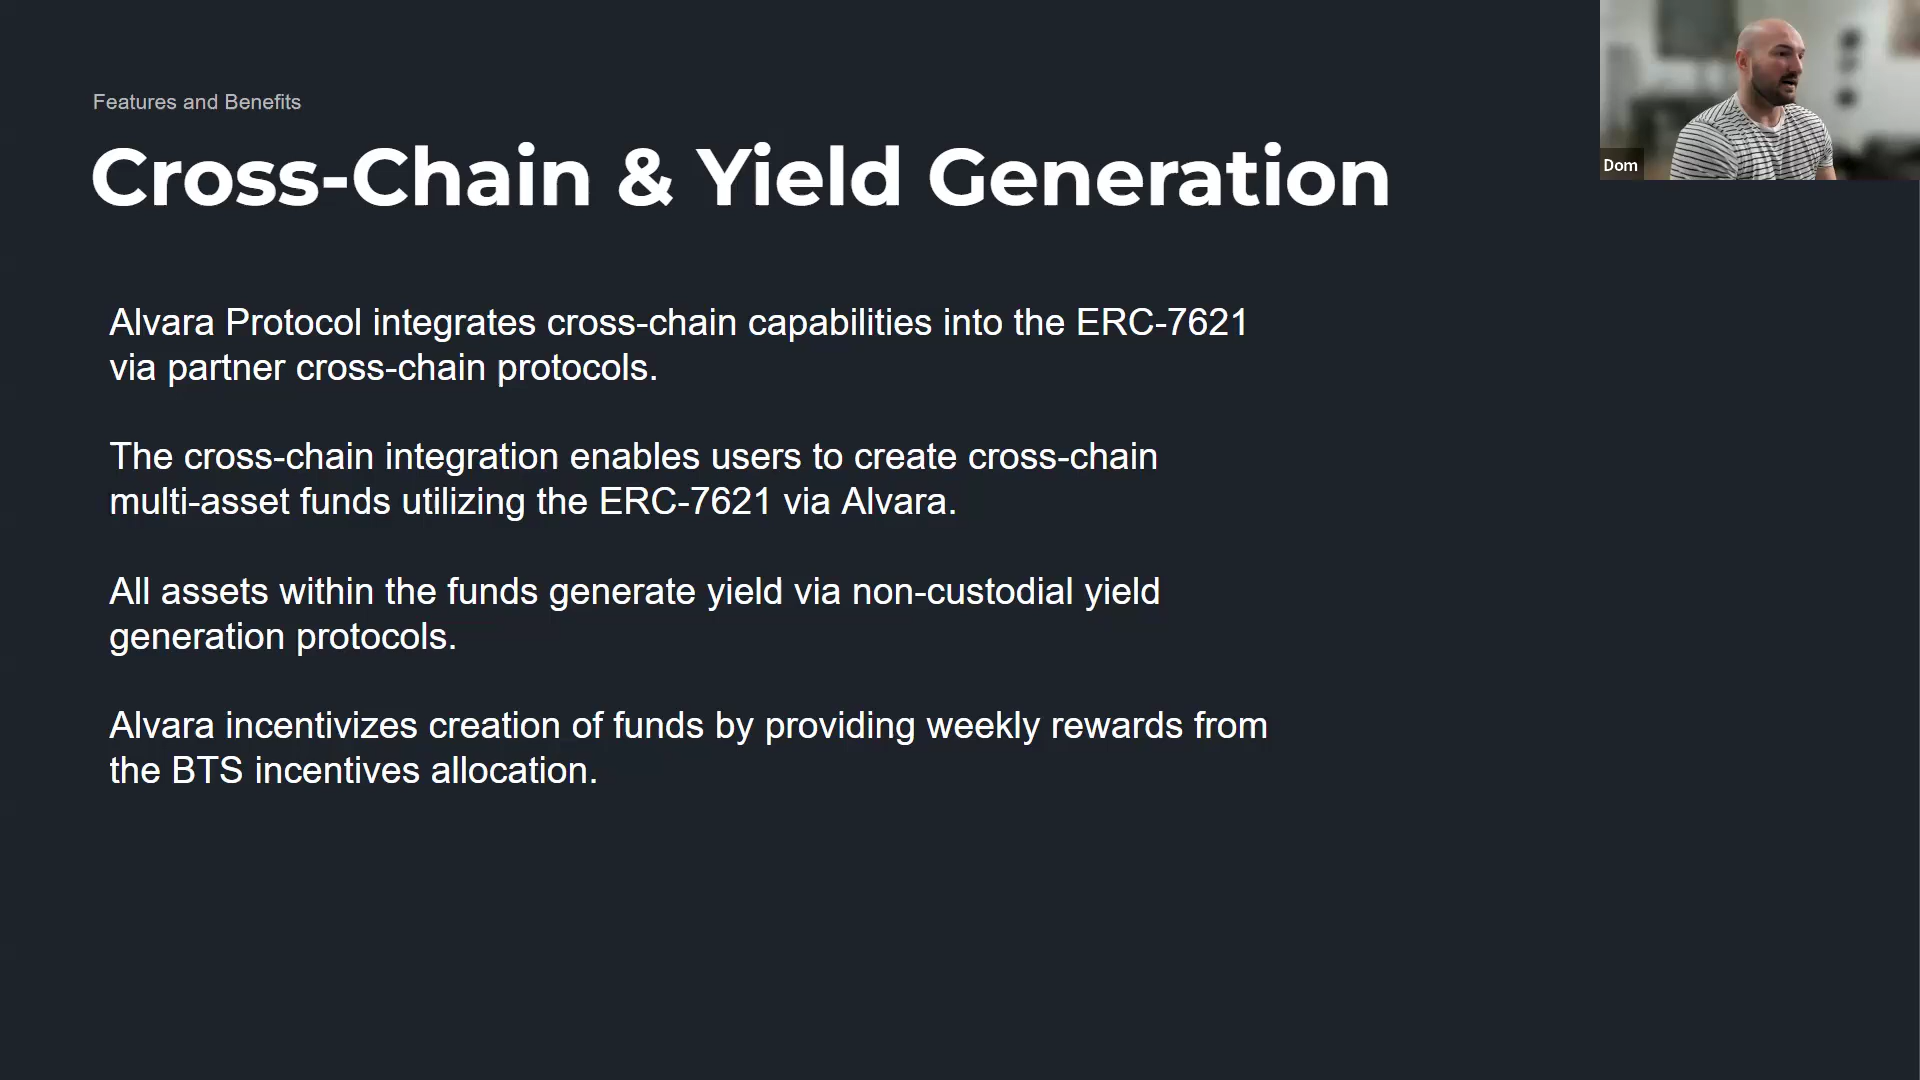 Features and Benefits
Cross-Chain & Yield Generation
Alvara Protocol integrates cross-chain capabilities into the ERC-7621
via partner cross-chain protocols.
The cross-chain integration enables users to create cross-chain
multi-asset funds utilizing the ERC-7621 via Alvara.
All assets within the funds generate yield via non-custodial yield
generation protocols.
Alvara incentivizes creation of funds by providing weekly rewards from
the BTS incentives allocation.
Dom